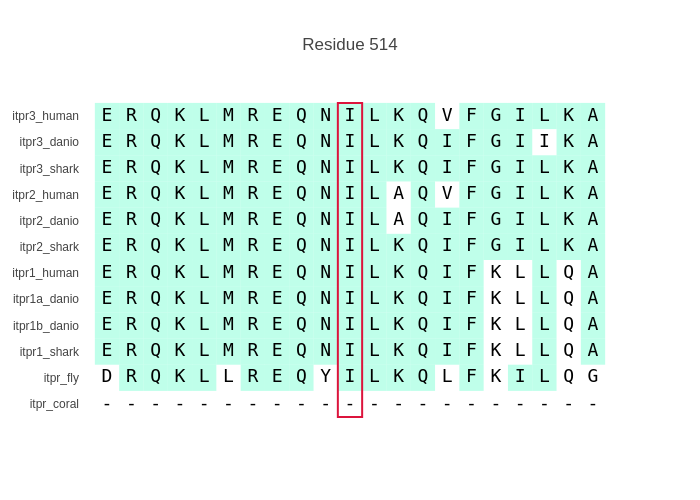 Residue 514
itpr3_human E R Q K L M R E Q N I L K Q V F G I L K A
itpr3_danio E R Q K L M R E Q N I L K Q I F G I I K A
itpr3_shark E R Q K L M R E Q N I L K Q I F G I L K A
itpr2_human E R Q K L M R E Q N I L A Q V F G I L K A
itpr2_danio E R Q K L M R E Q N I L A Q I F G I L K A
itpr2_shark E R Q K L M R E Q N I L K Q I F G I L K A
itpr1_human E R Q K L M R E Q N I L K Q I F K L L Q A
itpr1a_danio E R Q K L M R E Q N I L K Q I F K L L Q A
itpr1b_danio E R Q K L M R E Q N I L K Q I F K L L Q A
itpr1_shark E R Q K L M R E Q N I L K Q I F K L L Q A
itpr_fly D R Q K L L R E Q Y I L K Q L F K I L Q G
itpr_coral - - - - - - - - - - - - - - - - - - - - -